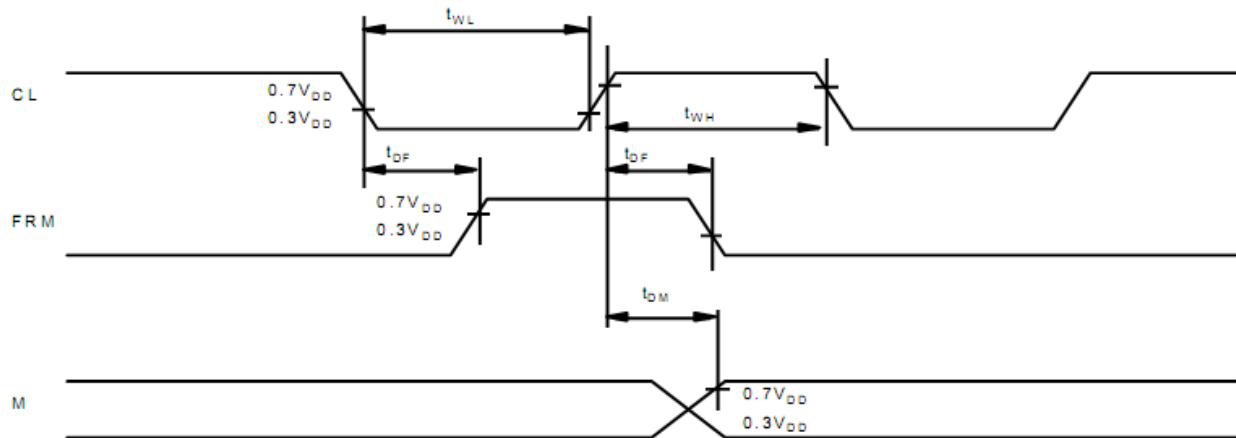 tWL
CL
0.7VDD
0.3VDD
tWH
tDF
tDF
FRM
0.7VDD
0.3VDD
tDM
M
0.7VDD
0.3VDD